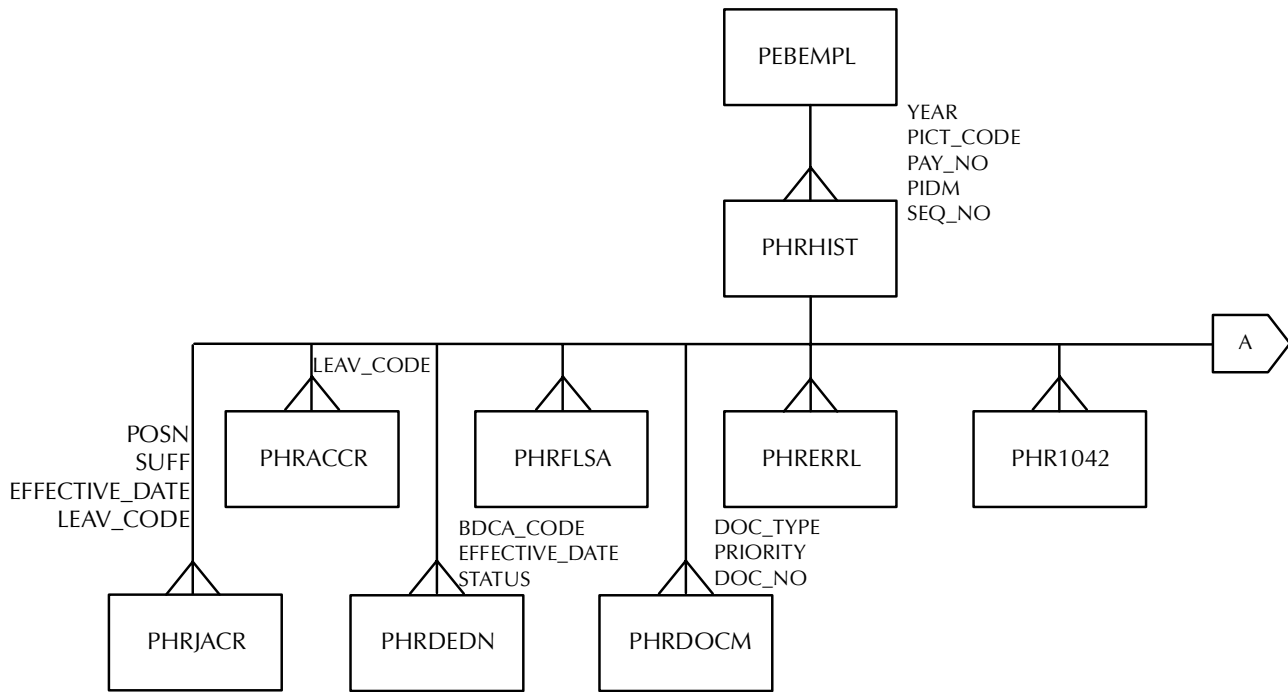 PEBEMPL
YEAR
PICT_CODE
PAY_NO
PIDM
SEQ_NO
PHRHIST
A
LEAV_CODE
PHRACCR
PHRFLSA
PHRERRL
PHR1042
POSN
SUFF
EFFECTIVE_DATE
LEAV_CODE
BDCA_CODE
EFFECTIVE_DATE
STATUS
DOC_TYPE
PRIORITY
DOC_NO
PHRJACR
PHRDEDN
PHRDOCM